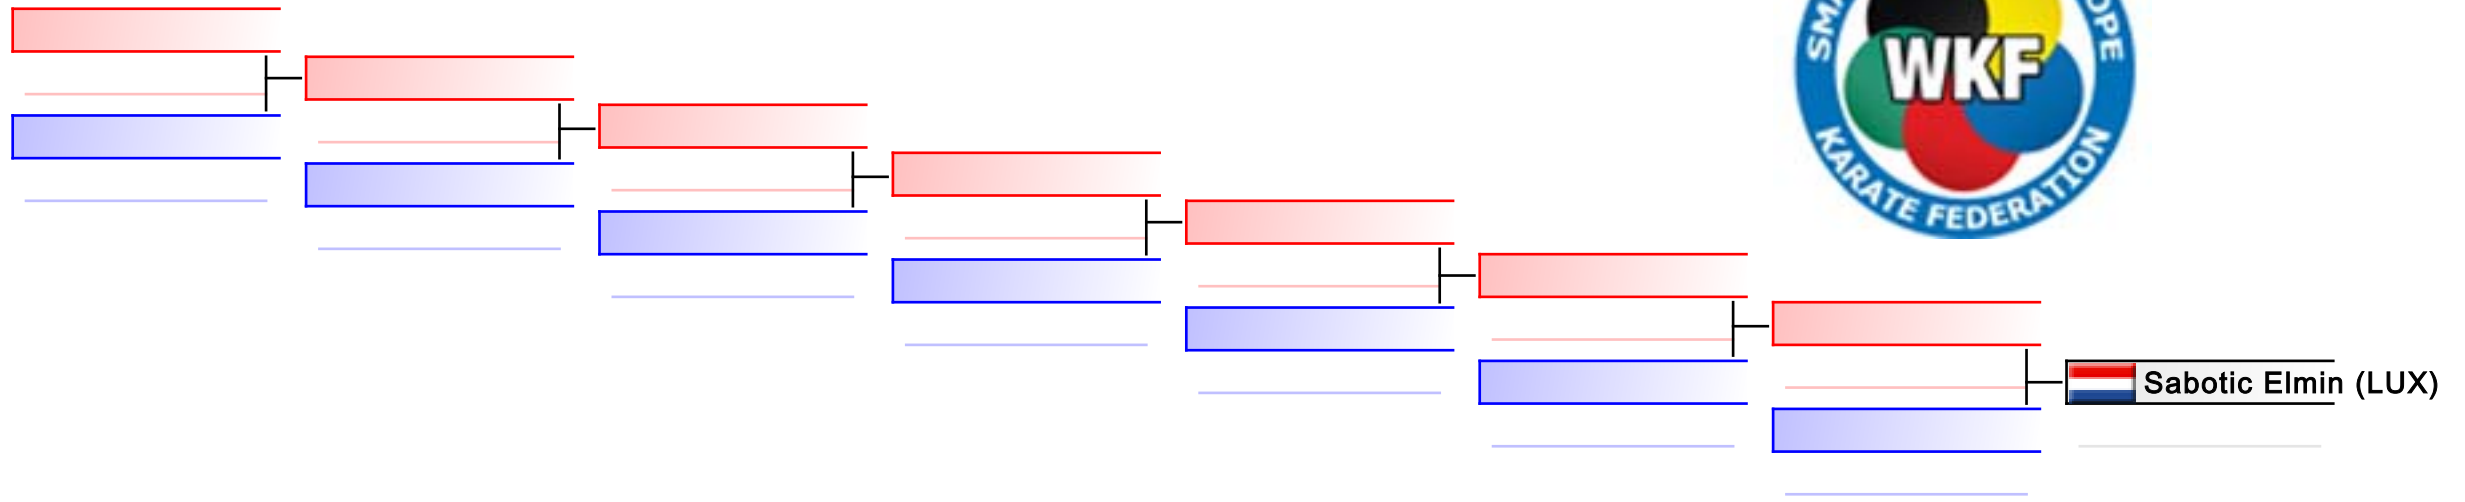 WKF
KARATE FEDERATION
Sabotic Elmin (LUX)